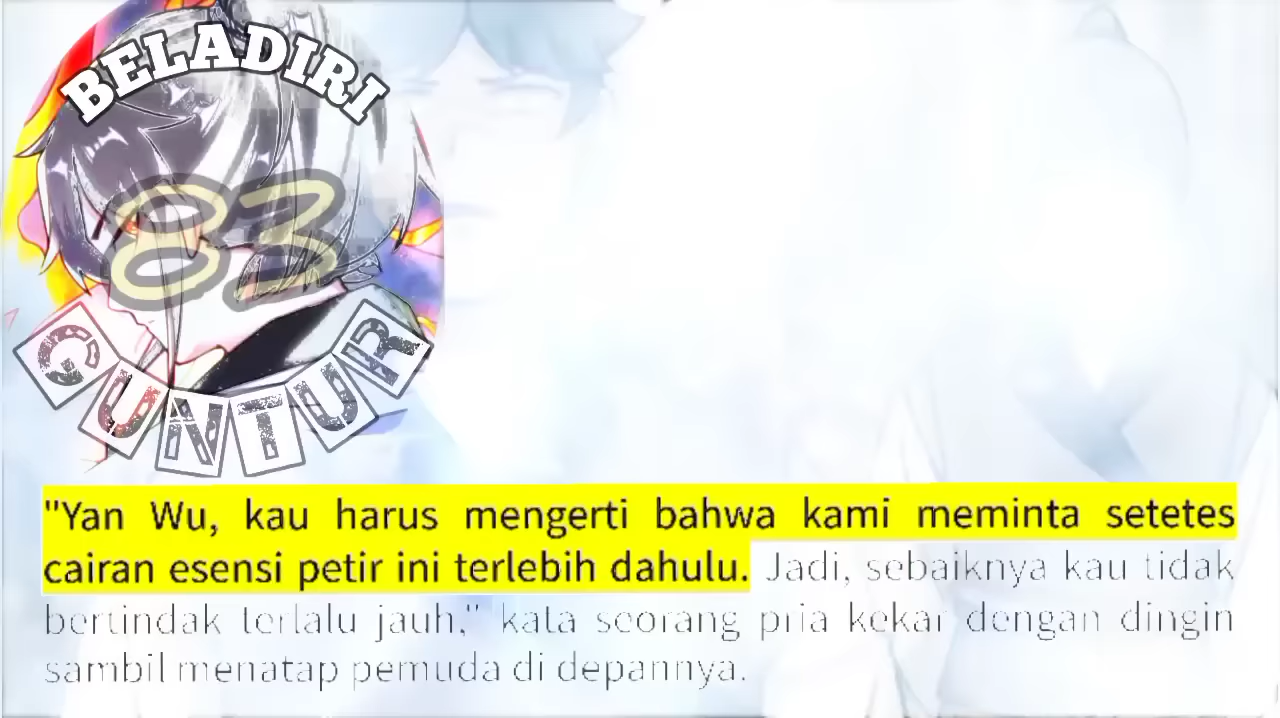 BELADIRI
83
GUNTUR
"Yan Wu, kau harus mengerti bahwa kami meminta setetes
cairan esensi petir ini terlebih dahulu. Jadi, sebaiknya kau tidak
bertindak terlalu jauh," kata seorang pria kekar dengan dingin
sambil menatap pemuda di depannya.